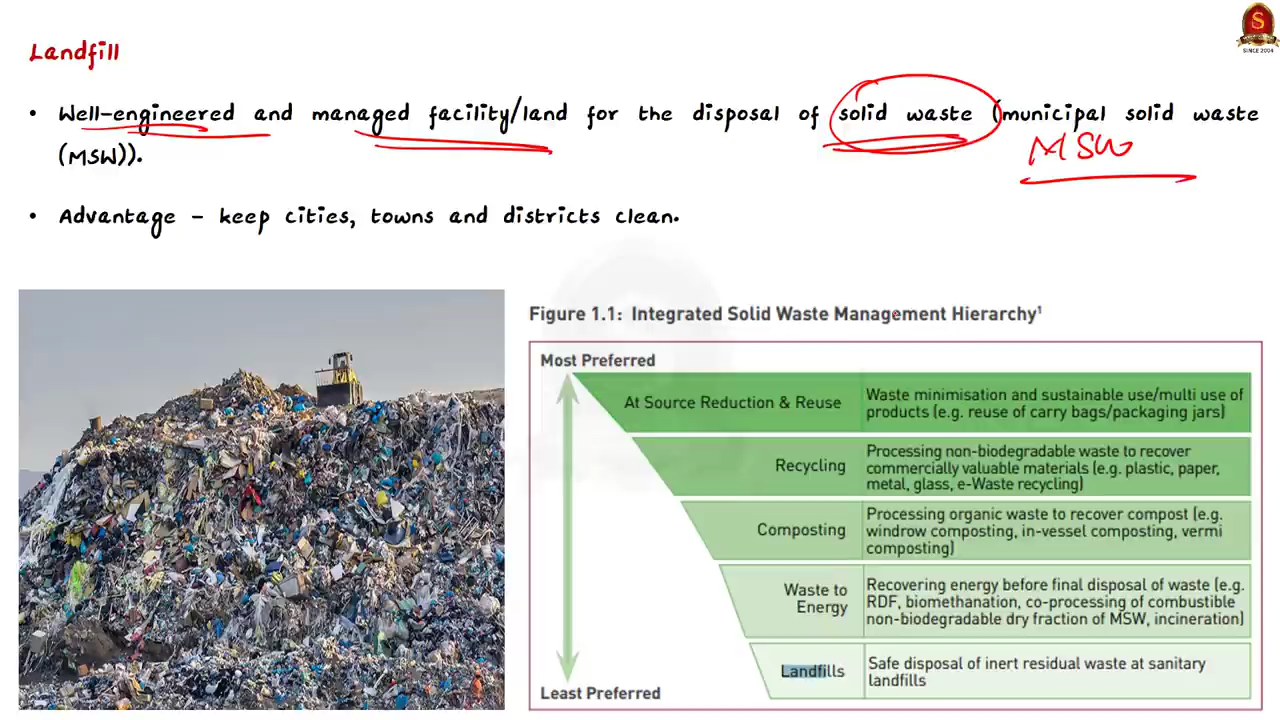 S
SINCE 2004
Landfill
• Well-engineered and managed facility/land for the disposal of solid waste (municipal solid waste
(MSW)).
MSW
• Advantage - keep cities, towns and districts clean.
Figure 1.1: Integrated Solid Waste Management Hierarchy¹
Most Preferred
At Source Reduction & Reuse
Waste minimisation and sustainable use/multi use of
products (e.g. reuse of carry bags/packaging jars)
Recycling
Processing non-biodegradable waste to recover
commercially valuable materials (e.g. plastic, paper,
metal, glass, e-Waste recycling)
Composting
Processing organic waste to recover compost (e.g.
windrow composting, in-vessel composting, vermi
composting)
Waste to
Energy
Recovering energy before final disposal of waste (e.g.
RDF, biomethanation, co-processing of combustible
non-biodegradable dry fraction of MSW, incineration)
Landfills
Safe disposal of inert residual waste at sanitary
landfills
Least Preferred